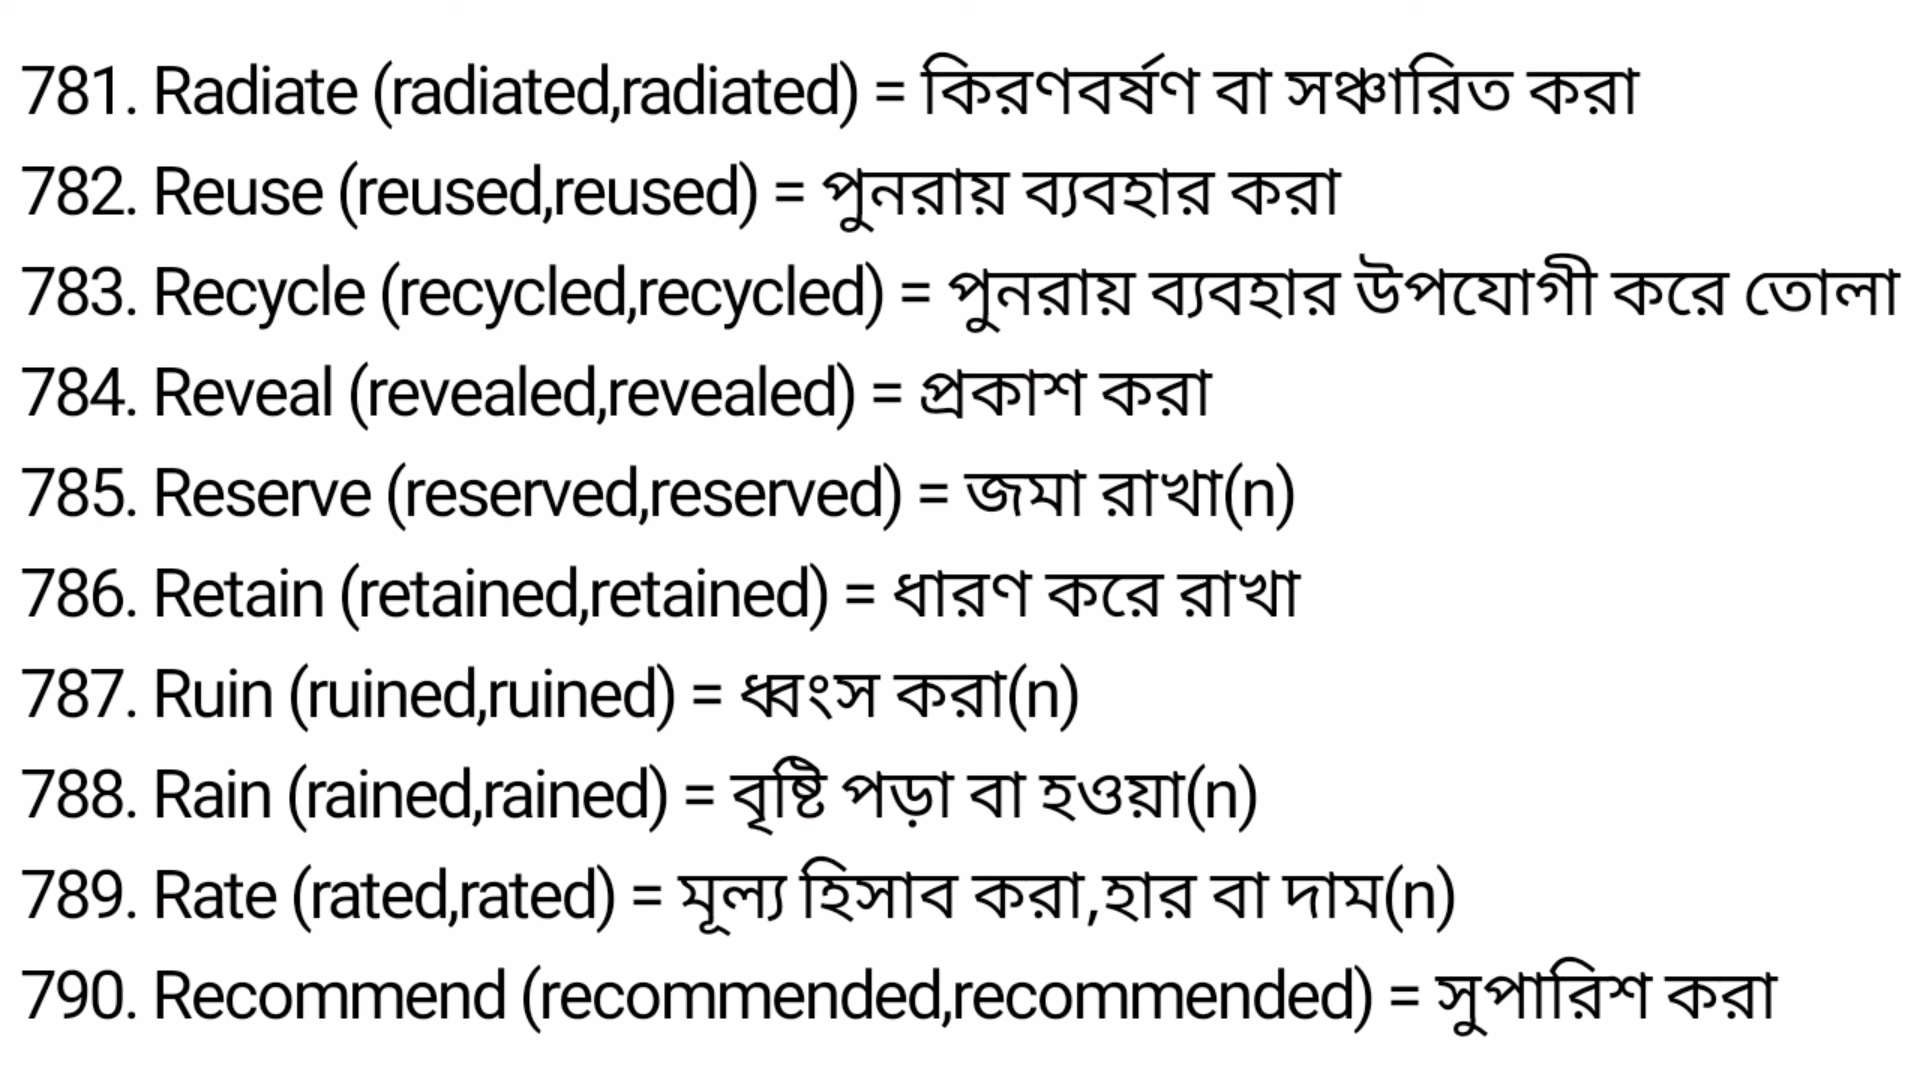 781. Radiate (radiated,radiated) = কিরণবর্ষণ বা সঞ্চারিত করা
782. Reuse (reused,reused) = পুনরায় ব্যবহার করা
783. Recycle (recycled,recycled) = পুনরায় ব্যবহার উপযোগী করে তোলা
784. Reveal (revealed,revealed) = প্রকাশ করা
785. Reserve (reserved,reserved) = জমা রাখা(n)
786. Retain (retained,retained) = ধারণ করে রাখা
787. Ruin (ruined,ruined) = ধ্বংস করা(n)
788. Rain (rained,rained) = বৃষ্টি পড়া বা হওয়া(n)
789. Rate (rated,rated) = মূল্য হিসাব করা,হার বা দাম(n)
790. Recommend (recommended,recommended) = সুপারিশ করা